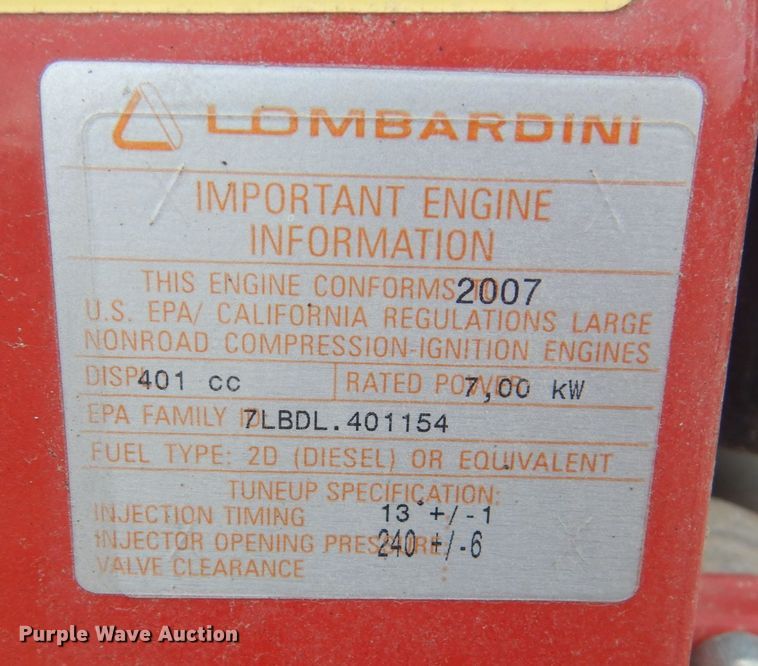 LOMBARDINI
IMPORTANT ENGINE
INFORMATION
THIS ENGINE CONFORMS 2007
U.S. EPA/ CALIFORNIA REGULATIONS LARGE
NONROAD COMPRESSION-IGNITION ENGINES
DISP 401 cc RATED POWER 7,00 kW
EPA FAMILY 7LBDL.401154
FUEL TYPE: 2D (DIESEL) OR EQUIVALENT
TUNEUP SPECIFICATION:
INJECTION TIMING 13°+/-1
INJECTOR OPENING PRESSURE 240 +/-6
VALVE CLEARANCE
Purple Wave Auction